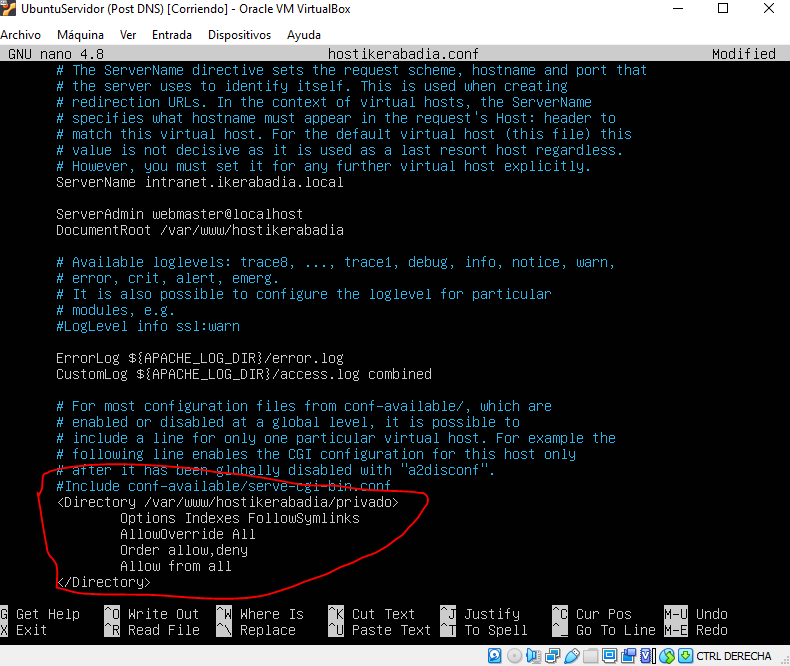 UbuntuServidor (Post DNS) [Corriendo] - Oracle VM VirtualBox
Archivo Máquina Ver Entrada Dispositivos Ayuda
GNU nano 4.8 hostikerabadia.conf Modified
# The ServerName directive sets the request scheme, hostname and port that
# the server uses to identify itself. This is used when creating
# redirection URLs. In the context of virtual hosts, the ServerName
# specifies what hostname must appear in the request's Host: header to
# match this virtual host. For the default virtual host (this file) this
# value is not decisive as it is used as a last resort host regardless.
# However, you must set it for any further virtual host explicitly.
ServerName intranet.ikerabadia.local
ServerAdmin webmaster@localhost
DocumentRoot /var/www/hostikerabadia
# Available loglevels: trace8, ..., trace1, debug, info, notice, warn,
# error, crit, alert, emerg.
# It is also possible to configure the loglevel for particular
# modules, e.g.
#LogLevel info ssl:warn
ErrorLog ${APACHE_LOG_DIR}/error.log
CustomLog ${APACHE_LOG_DIR}/access.log combined
# For most configuration files from conf-available/, which are
# enabled or disabled at a global level, it is possible to
# include a line for only one particular virtual host. For example the
# following line enables the CGI configuration for this host only
# after it has been globally disabled with "a2disconf".
#Include conf-available/serve-cgi-bin.conf
<Directory /var/www/hostikerabadia/privado>
Options Indexes FollowSymlinks
AllowOverride All
Order allow,deny
Allow from all
</Directory>
G Get Help ^O Write Out ^W Where Is ^K Cut Text ^J Justify ^C Cur Pos M-U Undo
X Exit ^R Read File ^\ Replace ^U Paste Text ^T To Spell ^_ Go To Line M-E Redo
CTRL DERECHA